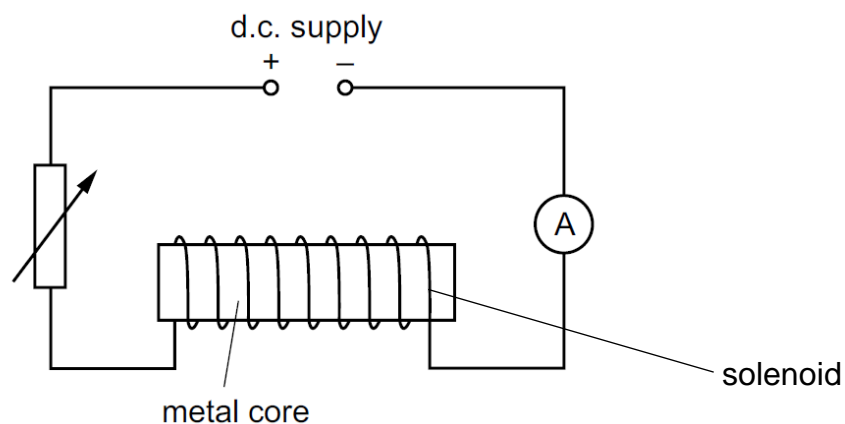 d.c. supply
+ –
A
solenoid
metal core